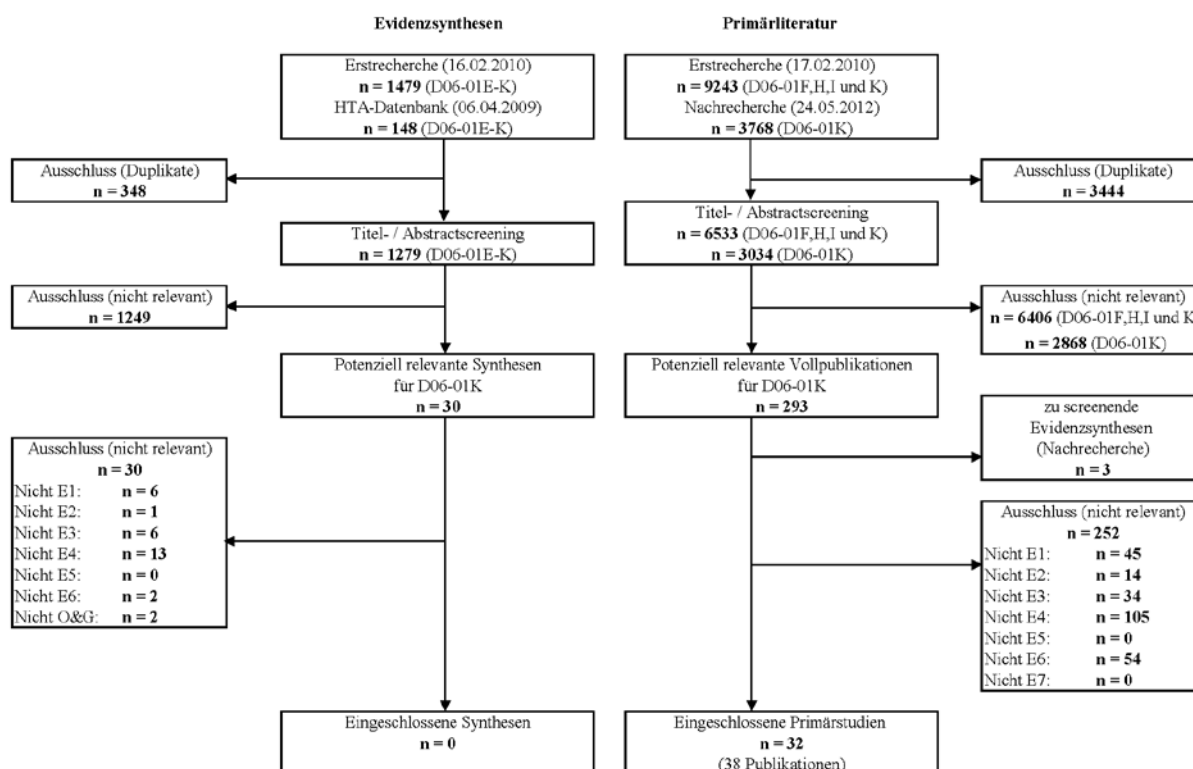 Evidenzsynthesen
Erstrecherche (16.02.2010)
n = 1479 (D06-01E-K)
HTA-Datenbank (06.04.2009)
n = 148 (D06-01E-K)
Ausschluss (Duplikate)
n = 348
Titel- / Abstractscreening
n = 1279 (D06-01E-K)
Ausschluss (nicht relevant)
n = 1249
Potenziell relevante Synthesen
für D06-01K
n = 30
Ausschluss (nicht relevant)
n = 30
Nicht E1: n = 6
Nicht E2: n = 1
Nicht E3: n = 6
Nicht E4: n = 13
Nicht E5: n = 0
Nicht E6: n = 2
Nicht O&G: n = 2
Eingeschlossene Synthesen
n = 0
Primärliteratur
Erstrecherche (17.02.2010)
n = 9243 (D06-01F,H,I und K)
Nachrecherche (24.05.2012)
n = 3768 (D06-01K)
Ausschluss (Duplikate)
n = 3444
Titel- / Abstractscreening
n = 6533 (D06-01F,H,I und K)
n = 3034 (D06-01K)
Ausschluss (nicht relevant)
n = 6406 (D06-01F,H,I und K
n = 2868 (D06-01K)
Potenziell relevante Vollpublikationen
für D06-01K
n = 293
zu screenende
Evidenzsynthesen
(Nachrecherche)
n = 3
Ausschluss (nicht relevant)
n = 252
Nicht E1: n = 45
Nicht E2: n = 14
Nicht E3: n = 34
Nicht E4: n = 105
Nicht E5: n = 0
Nicht E6: n = 54
Nicht E7: n = 0
Eingeschlossene Primärstudien
n = 32
(38 Publikationen)